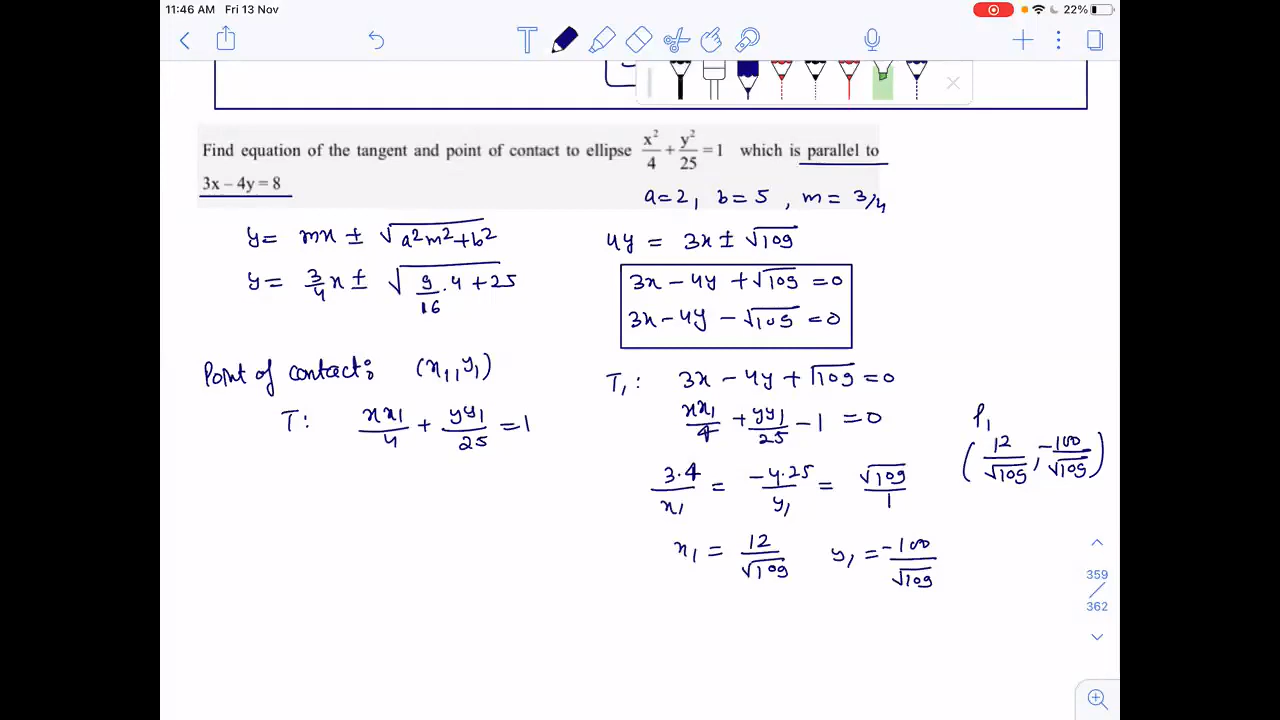 11:46 AM Fri 13 Nov
22%
T
Find equation of the tangent and point of contact to ellipse x²/4 + y²/25 = 1 which is parallel to
3x – 4y = 8
a = 2, b = 5, m = 3/4
y = mx ± √(a²m² + b²)
y = 3/4 x ± √(9/16 · 4 + 25)
4y = 3x ± √109
3x – 4y + √109 = 0
3x – 4y – √109 = 0
Point of contact: (x₁, y₁)
T: xx₁/4 + yy₁/25 = 1
T₁: 3x – 4y + √109 = 0
xx₁/4 + yy₁/25 – 1 = 0
3·4/x₁ = –4·25/y₁ = √109/1
x₁ = 12/√109 y₁ = –100/√109
P₁
(12/√109, –100/√109)
359
/
362